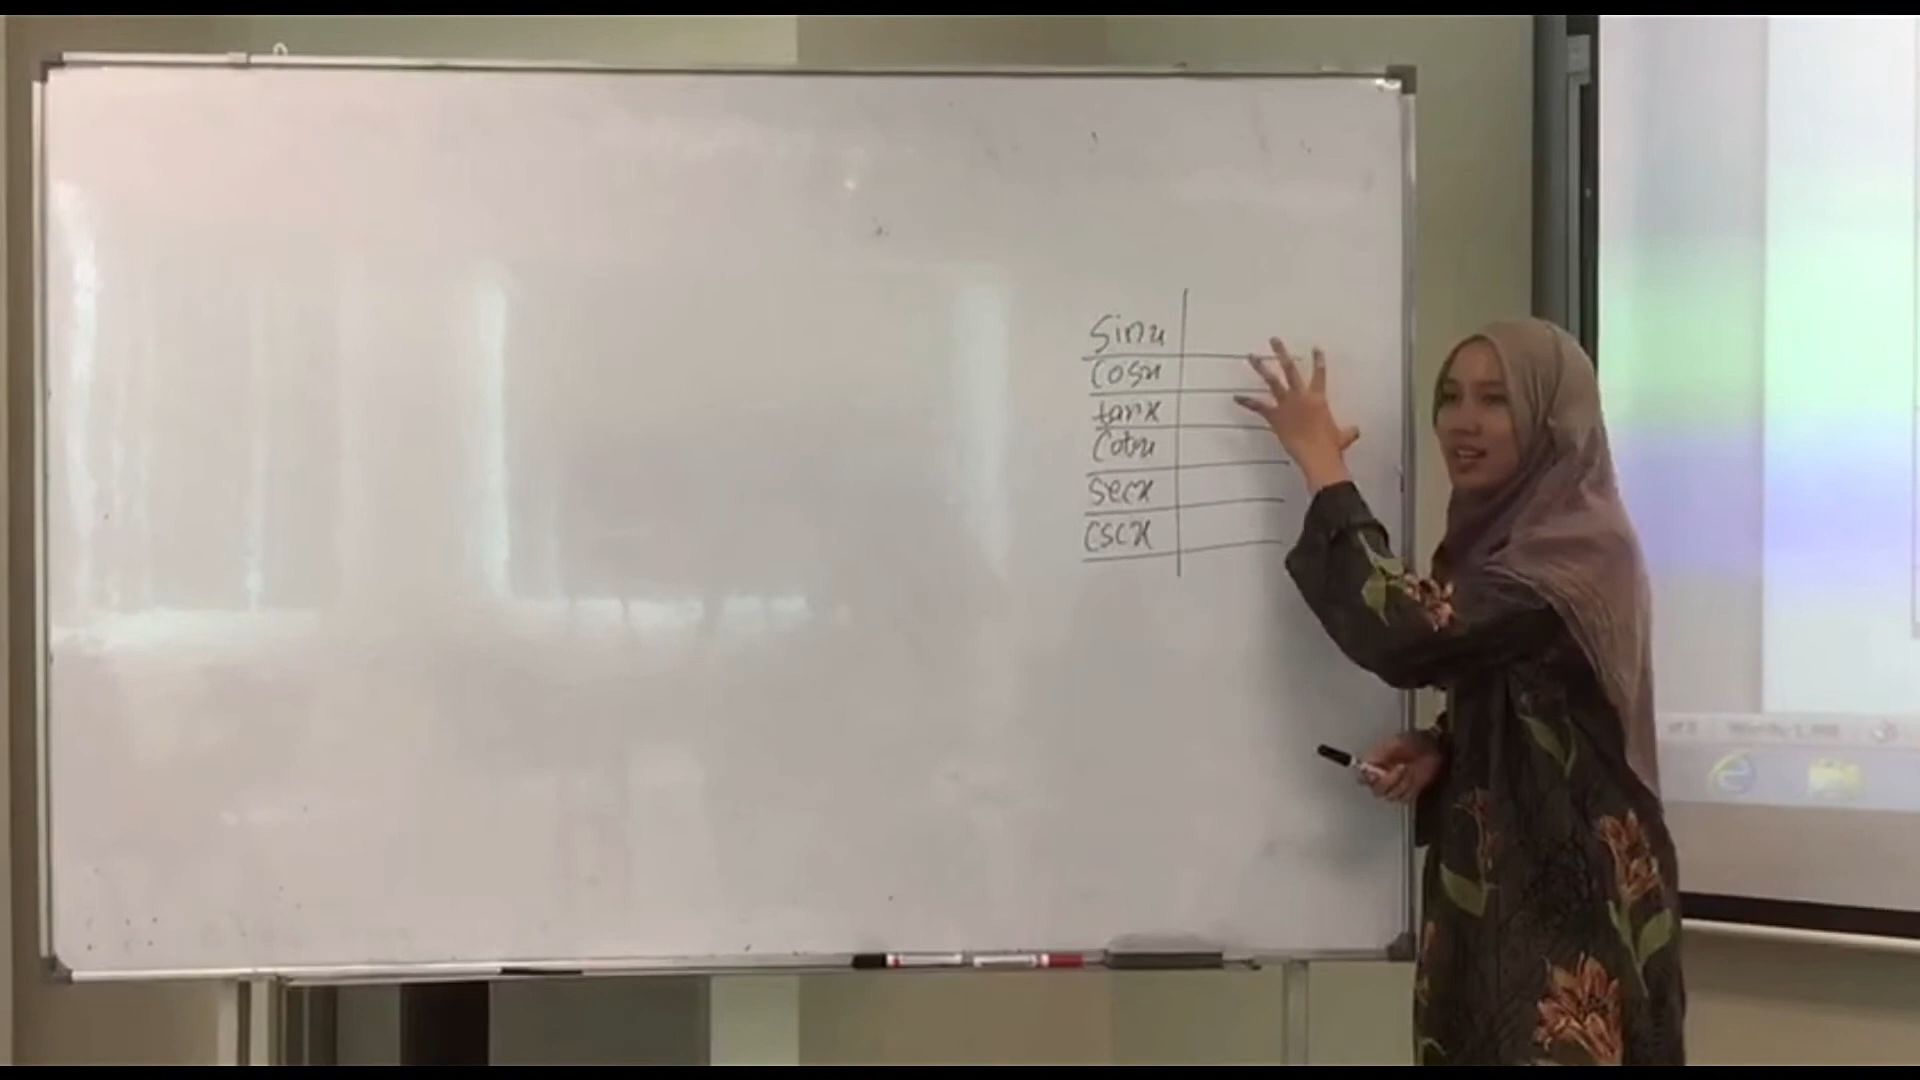 sinx
cosx
tanx
cotx
secx
cscx